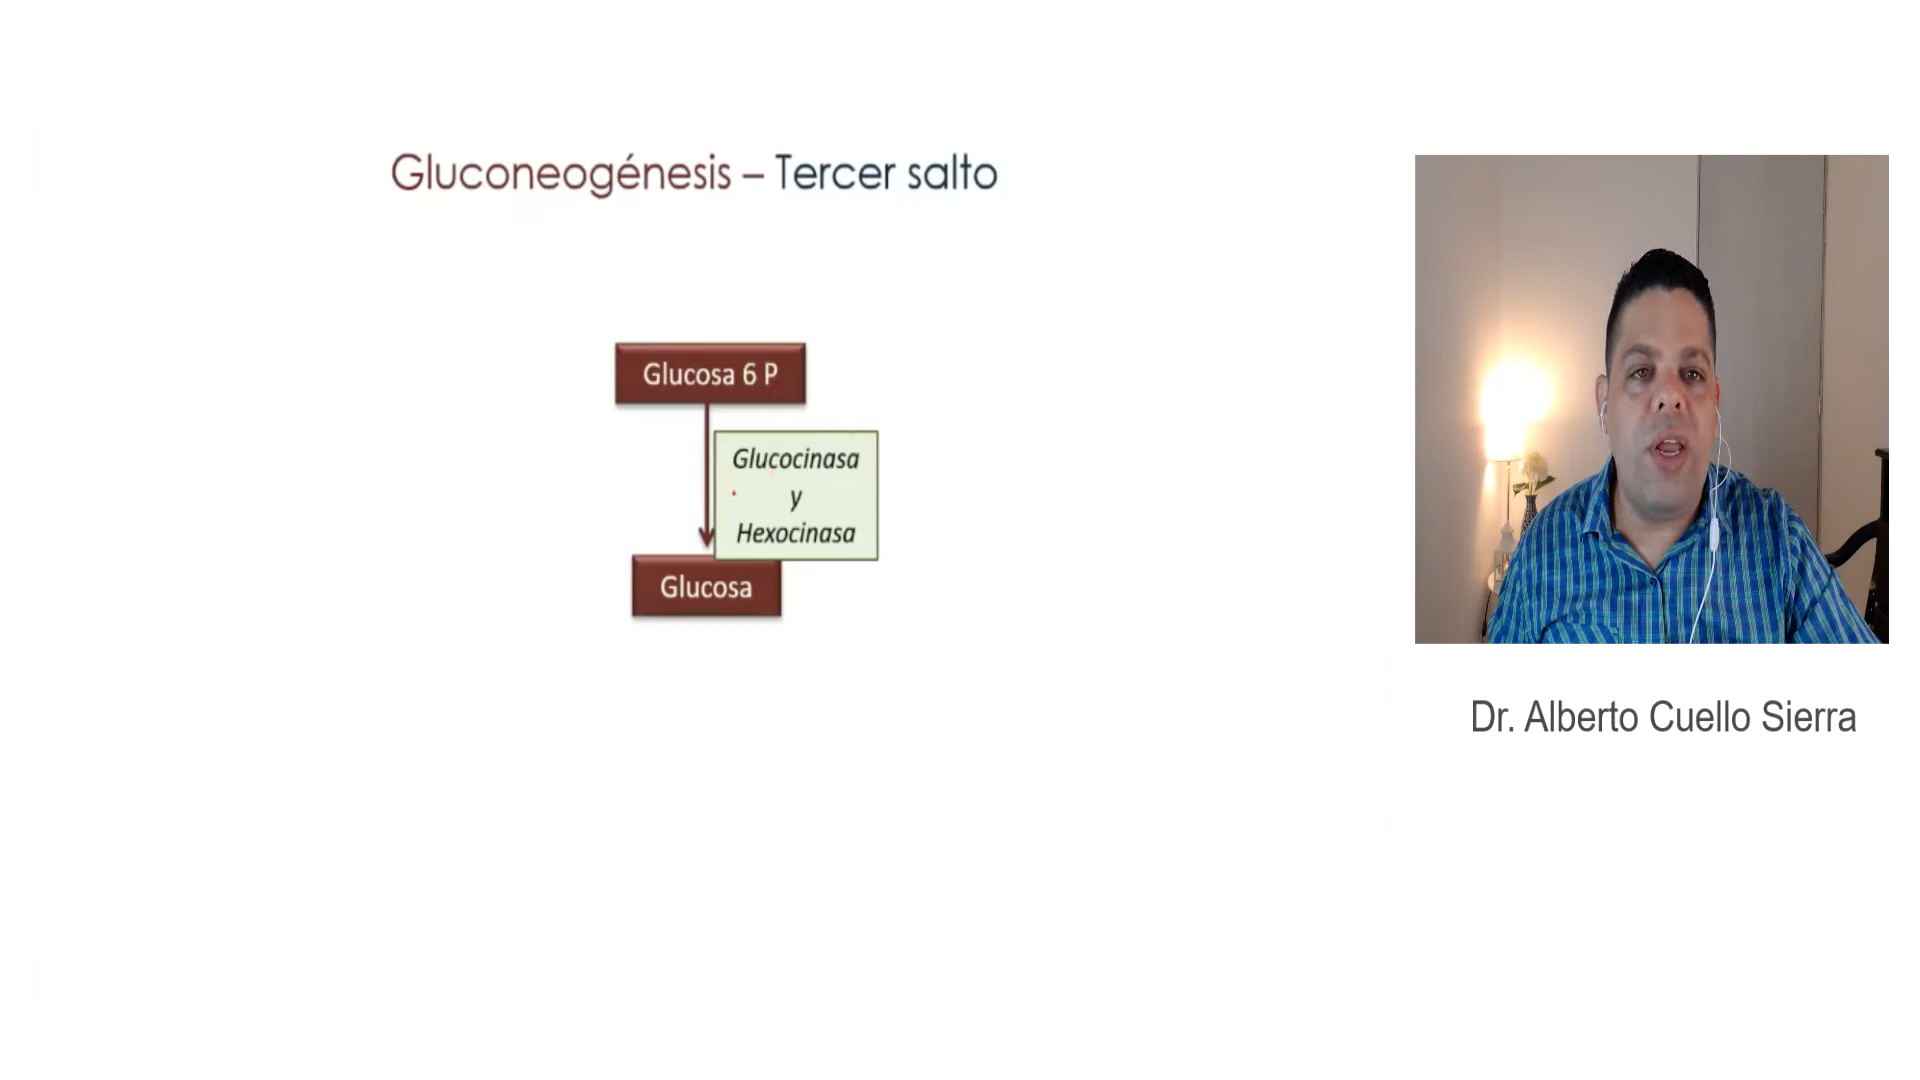 Gluconeogénesis – Tercer salto
Glucosa 6 P
Glucocinasa
y
Hexocinasa
Glucosa
Dr. Alberto Cuello Sierra